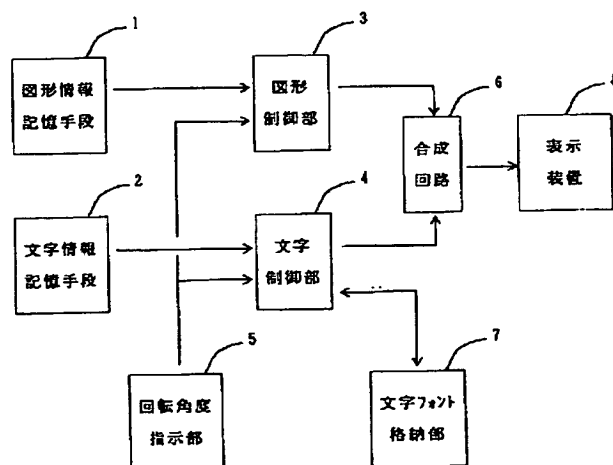 1
図形情報
記憶手段
3
図形
制御部
6
合成
回路
8
表示
装置
2
文字情報
記憶手段
4
文字
制御部
5
回転角度
指示部
7
文字フォント
格納部